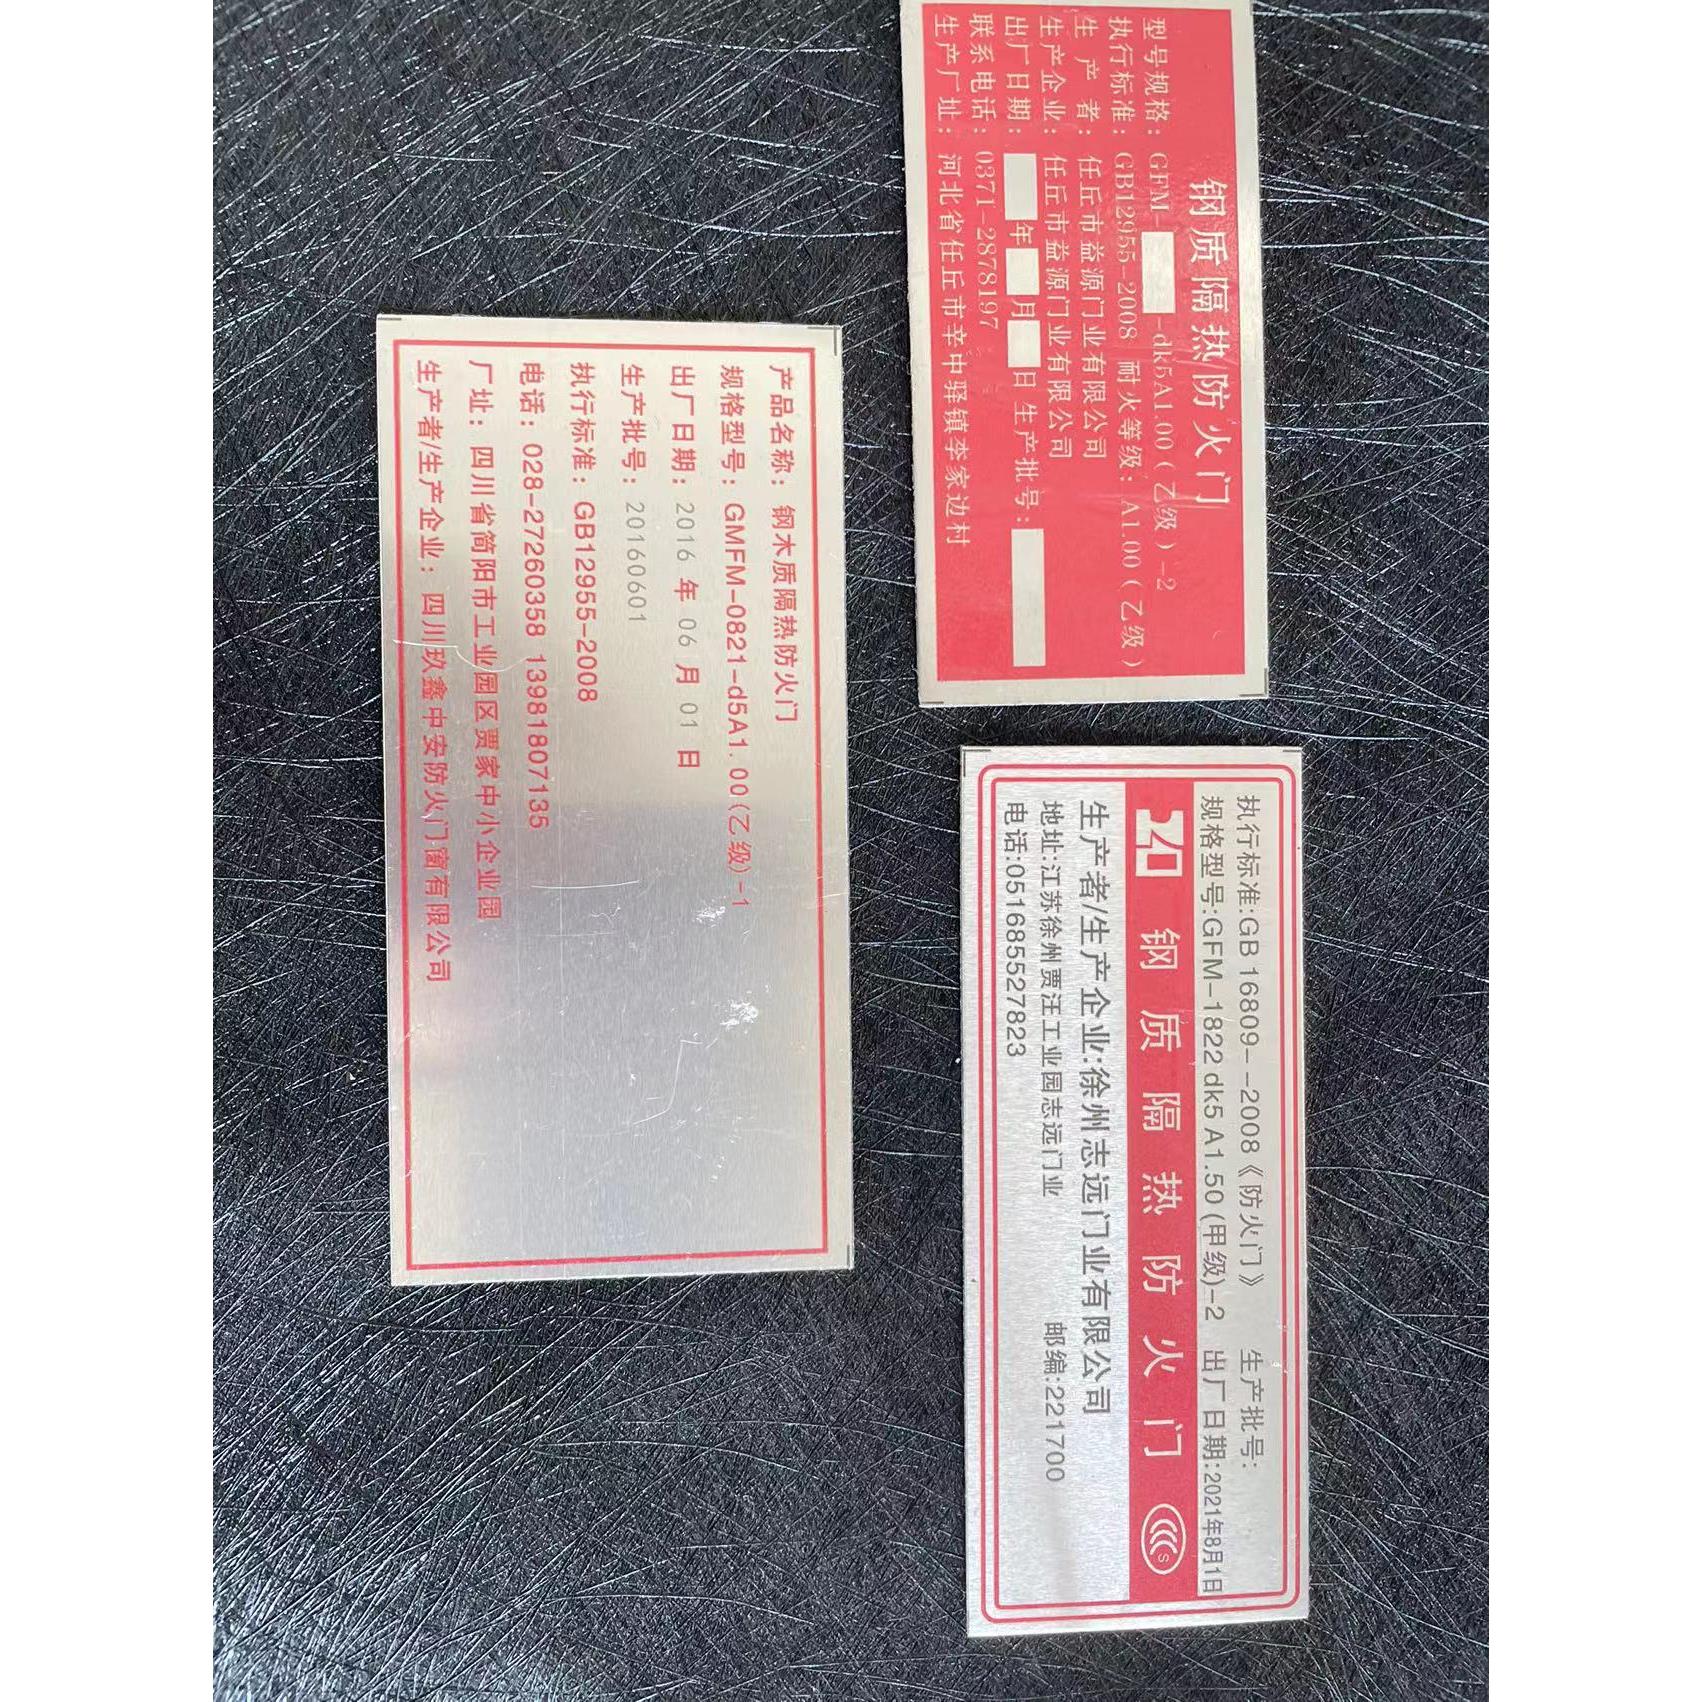 钢质隔热防火门
型号规格：GFM- -dk5A1.00(乙级)-2
执行标准：GB12955-2008 耐火等级：A1.00(乙级)
生产者：任丘市益源门业有限公司
生产企业：任丘市益源门业有限公司
出厂日期： 年 月 日 生产批号：
联系电话：0371-2878197
生产厂址：河北省任丘市辛中驿镇李家边村
产品名称：钢木质隔热防火门
规格型号：GMFM-0821-d5A1.00(乙级)-1
出厂日期：2016 年 06 月 01 日
生产批号：20160601
执行标准：GB12955-2008
电话：028-27260358 13981807135
厂址：四川省简阳市工业园区贾家中小企业园
生产者/生产企业：四川玖鑫中安防火门窗有限公司
执行标准:GB 16809--2008《防火门》 生产批号:
规格型号:GFM-1822 dk5 A1.50(甲级)-2 出厂日期:2021年8月1日
钢质隔热防火门 CCC S
生产者/生产企业:徐州志远门业有限公司
地址:江苏徐州贾汪工业园志远门业 邮编:221700
电话:051685527823